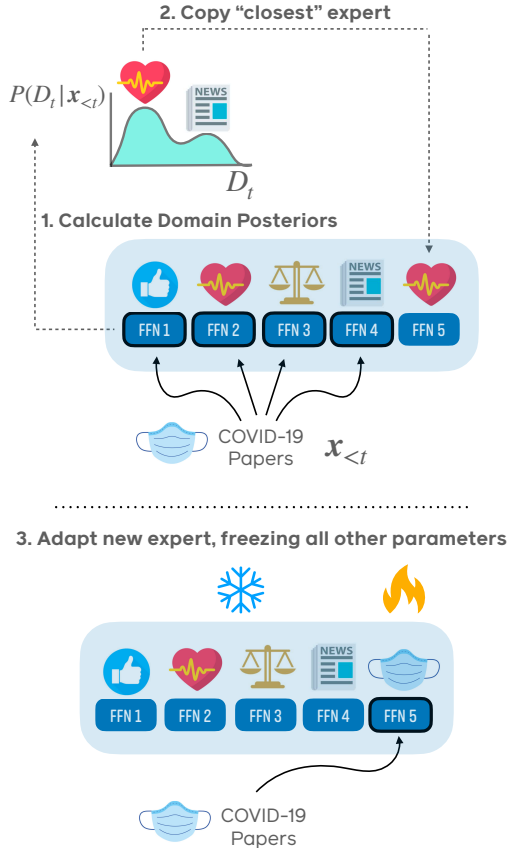 2. Copy “closest” expert
P(D_t | x_{<t})
NEWS
D_t
1. Calculate Domain Posteriors
NEWS
FFN 1
FFN 2
FFN 3
FFN 4
FFN 5
COVID-19
Papers
x_{<t}
3. Adapt new expert, freezing all other parameters
NEWS
FFN 1
FFN 2
FFN 3
FFN 4
FFN 5
COVID-19
Papers